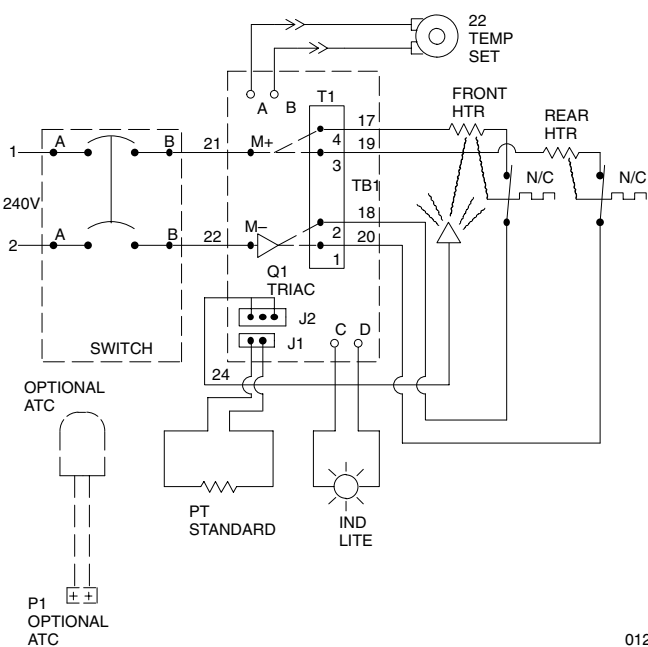 22
TEMP
SET
A B
T1
FRONT
HTR
REAR
HTR
17
A
B
21
M+
4
19
1
3
N/C
N/C
240V
TB1
18
A
B
22
M–
2
20
2
1
Q1
TRIAC
J2
C D
J1
SWITCH
24
OPTIONAL
ATC
PT
STANDARD
IND
LITE
P1
OPTIONAL
ATC
++
012